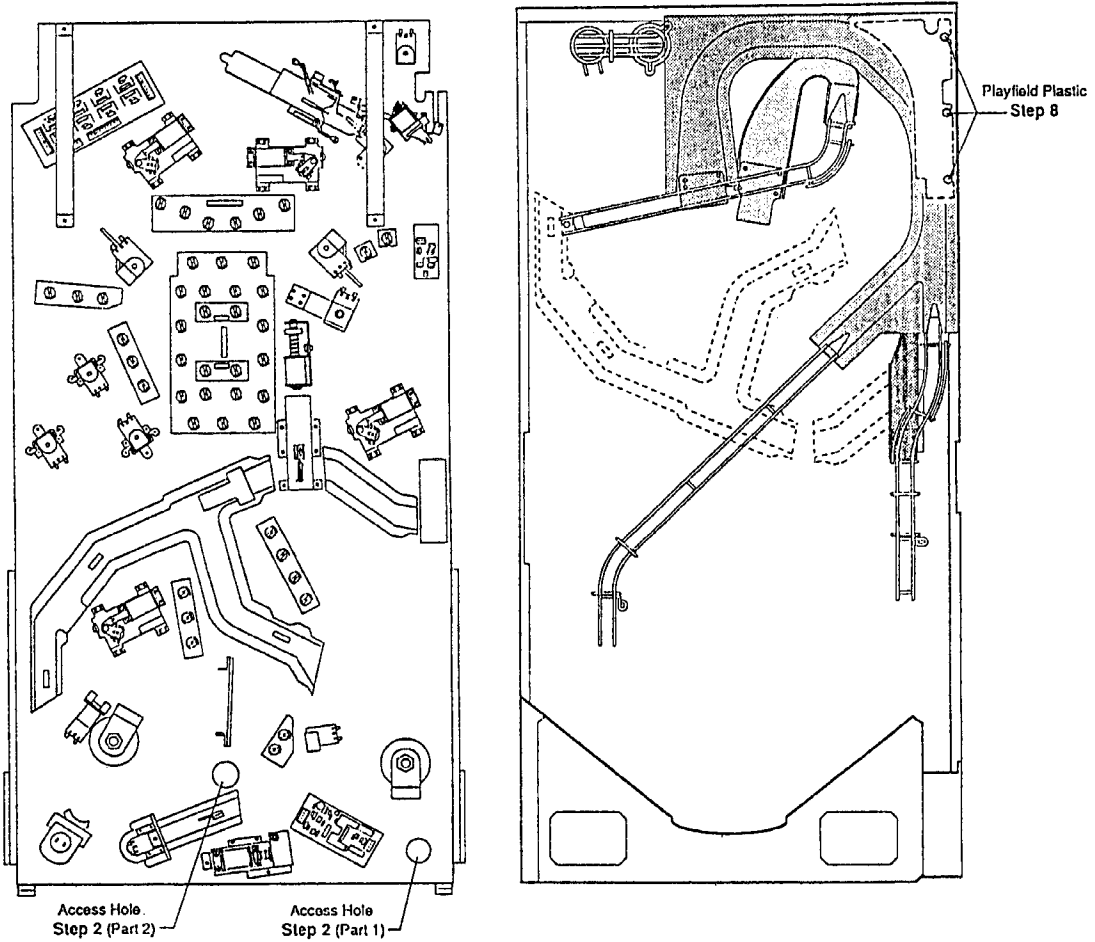 Playfield Plastic
Step 8
Access Hole.
Step 2 (Part 2)
Access Hole
Step 2 (Part 1)